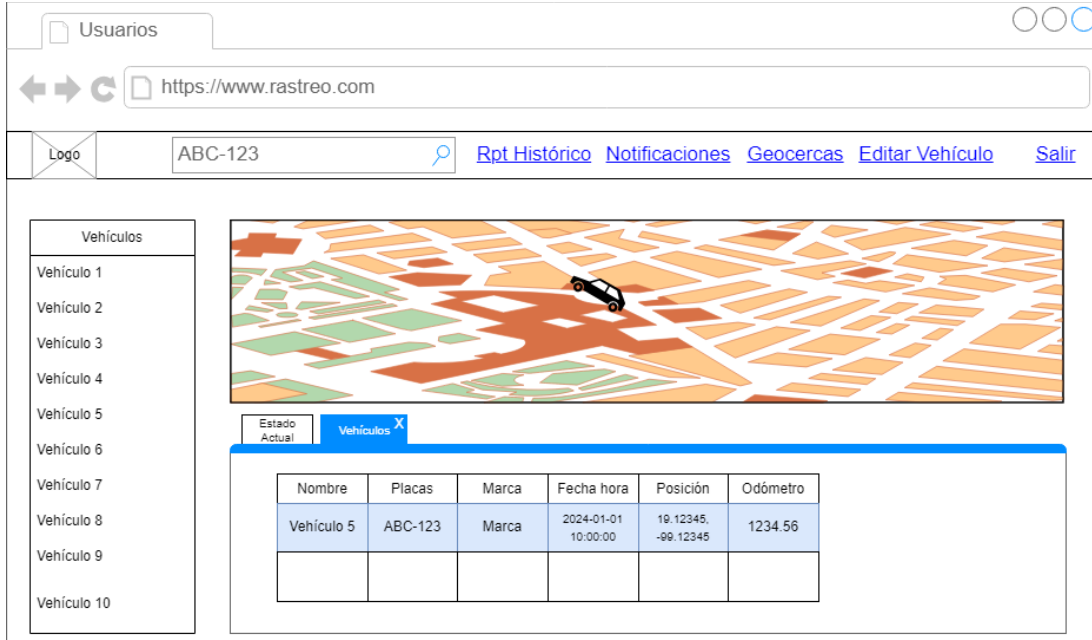 Usuarios
https://www.rastreo.com
Logo
ABC-123
Rpt Histórico Notificaciones Geocercas Editar Vehículo Salir
Vehículos
Vehículo 1
Vehículo 2
Vehículo 3
Vehículo 4
Vehículo 5
Vehículo 6
Vehículo 7
Vehículo 8
Vehículo 9
Vehículo 10
Estado
Actual
Vehículos X
Nombre Placas Marca Fecha hora Posición Odómetro
Vehículo 5 ABC-123 Marca 2024-01-01 19.12345, 1234.56
10:00:00 -99.12345